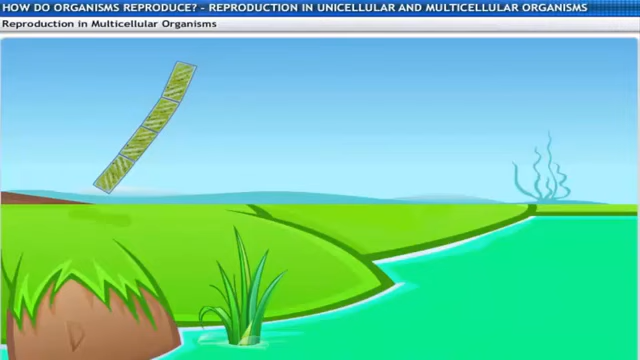 HOW DO ORGANISMS REPRODUCE? - REPRODUCTION IN UNICELLULAR AND MULTICELLULAR ORGANISMS
Reproduction in Multicellular Organisms